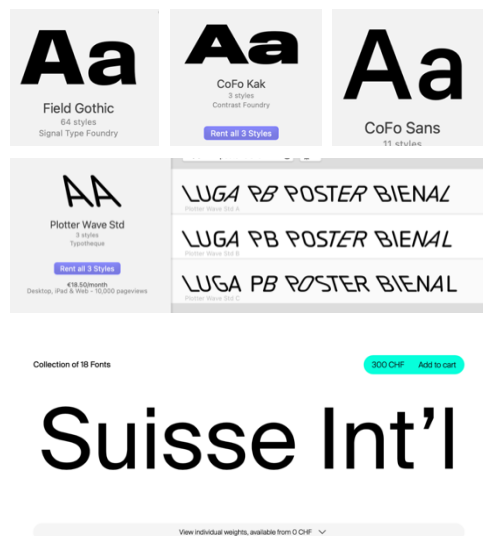 Aa
Field Gothic
64 styles
Signal Type Foundry
Aa
CoFo Kak
3 styles
Contrast Foundry
Rent all 3 Styles
Aa
CoFo Sans
11 styles
AA
Plotter Wave Std
3 styles
Typotheque
Rent all 3 Styles
€18.50/month
Desktop, iPad & Web – 10,000 pageviews
LUGA PB POSTER BIENAL
Plotter Wave Std A
LUGA PB POSTER BIENAL
Plotter Wave Std B
LUGA PB POSTER BIENAL
Plotter Wave Std C
Collection of 18 Fonts
300 CHF Add to cart
Suisse Int’l
View individual weights, available from 0 CHF